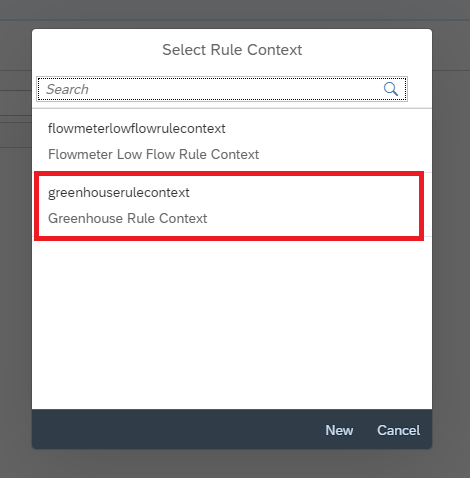 Select Rule Context
Search
flowmeterlowflowrulecontext
Flowmeter Low Flow Rule Context
greenhouserulecontext
Greenhouse Rule Context
New Cancel